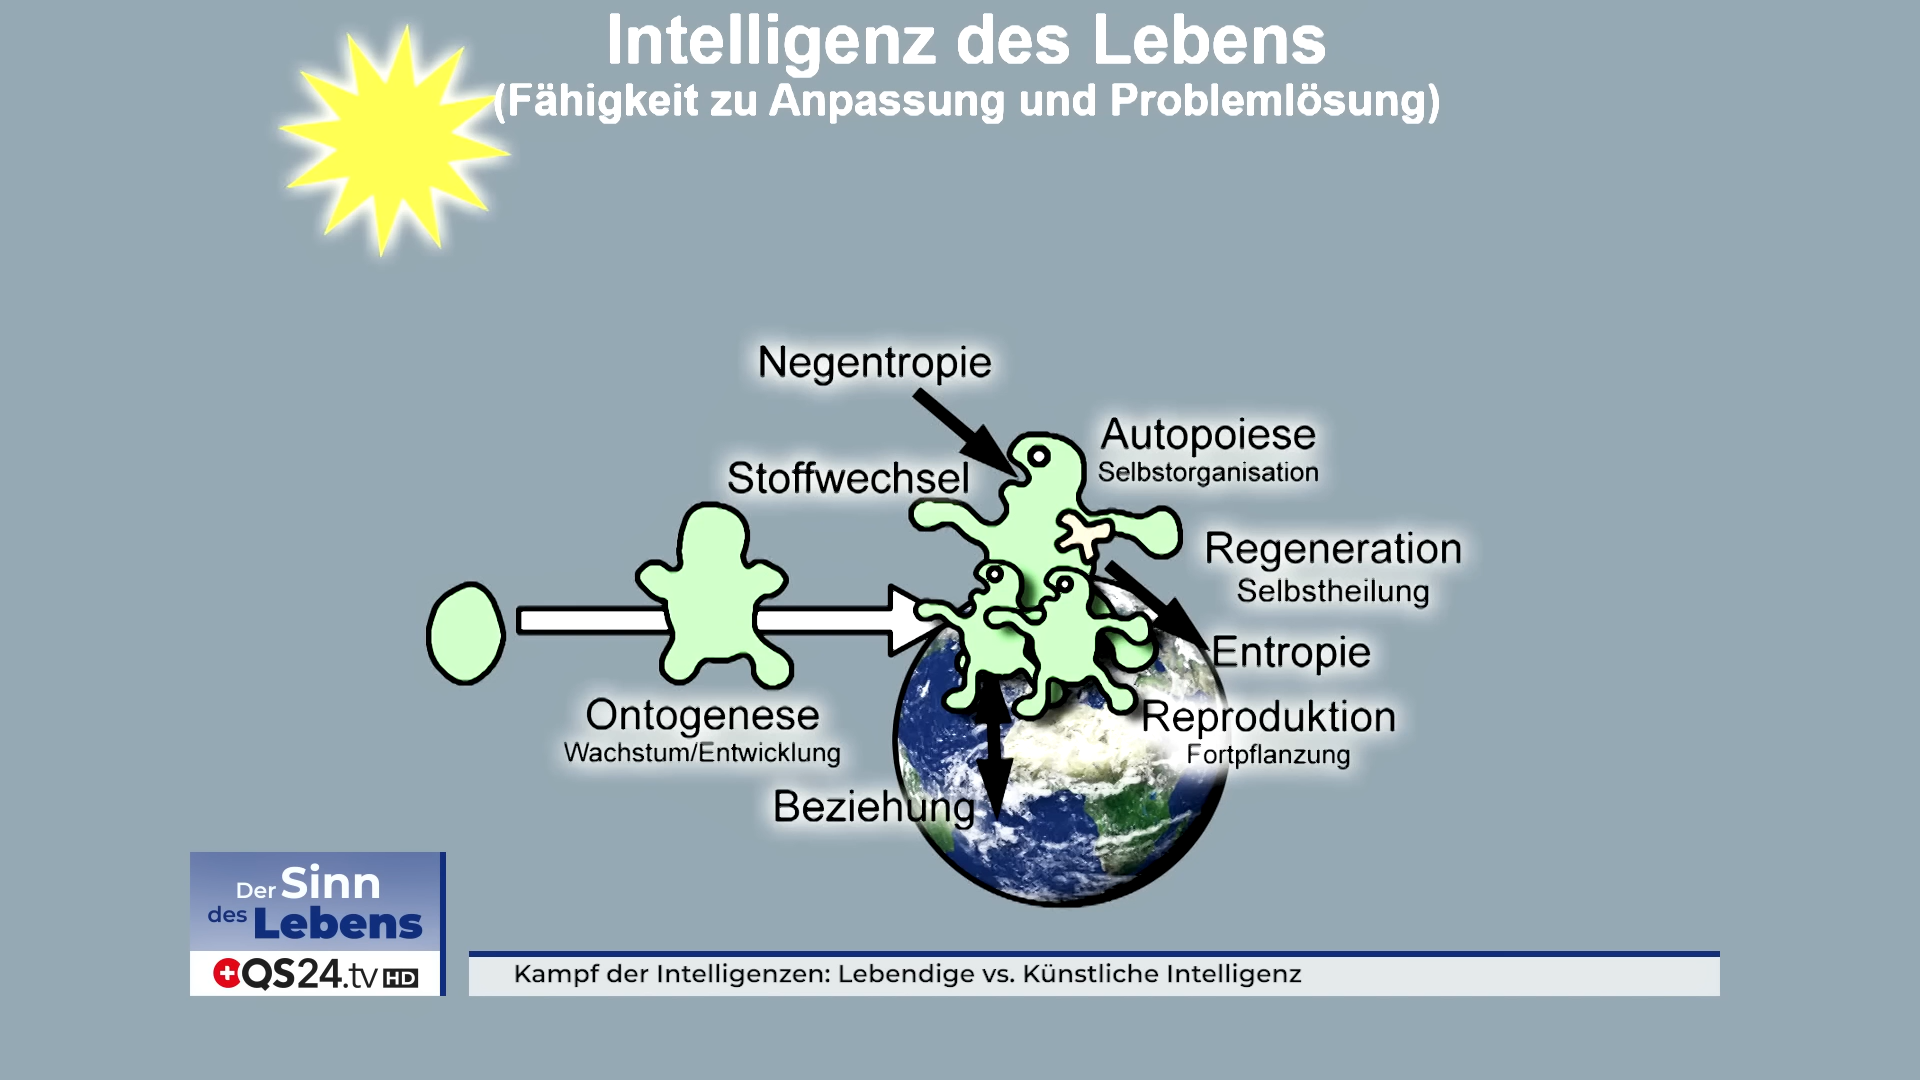 Intelligenz des Lebens
(Fähigkeit zu Anpassung und Problemlösung)
Negentropie
Autopoiese
Selbstorganisation
Stoffwechsel
Regeneration
Selbstheilung
Entropie
Ontogenese
Wachstum/Entwicklung
Reproduktion
Fortpflanzung
Beziehung
Der Sinn
des Lebens
QS24.tv HD
Kampf der Intelligenzen: Lebendige vs. Künstliche Intelligenz